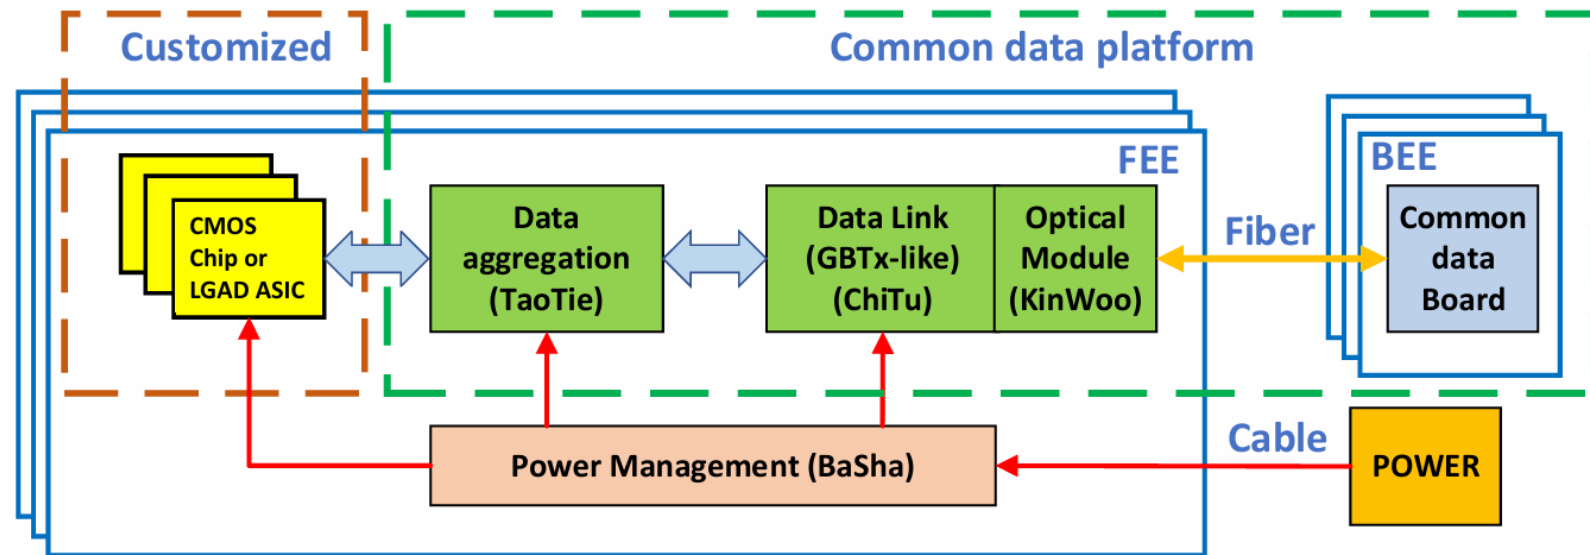 Customized
Common data platform
FEE
BEE
CMOS
Chip or
LGAD ASIC
Data
aggregation
(TaoTie)
Data Link
(GBTx-like)
(ChiTu)
Optical
Module
(KinWoo)
Fiber
Common
data
Board
Power Management (BaSha)
Cable
POWER